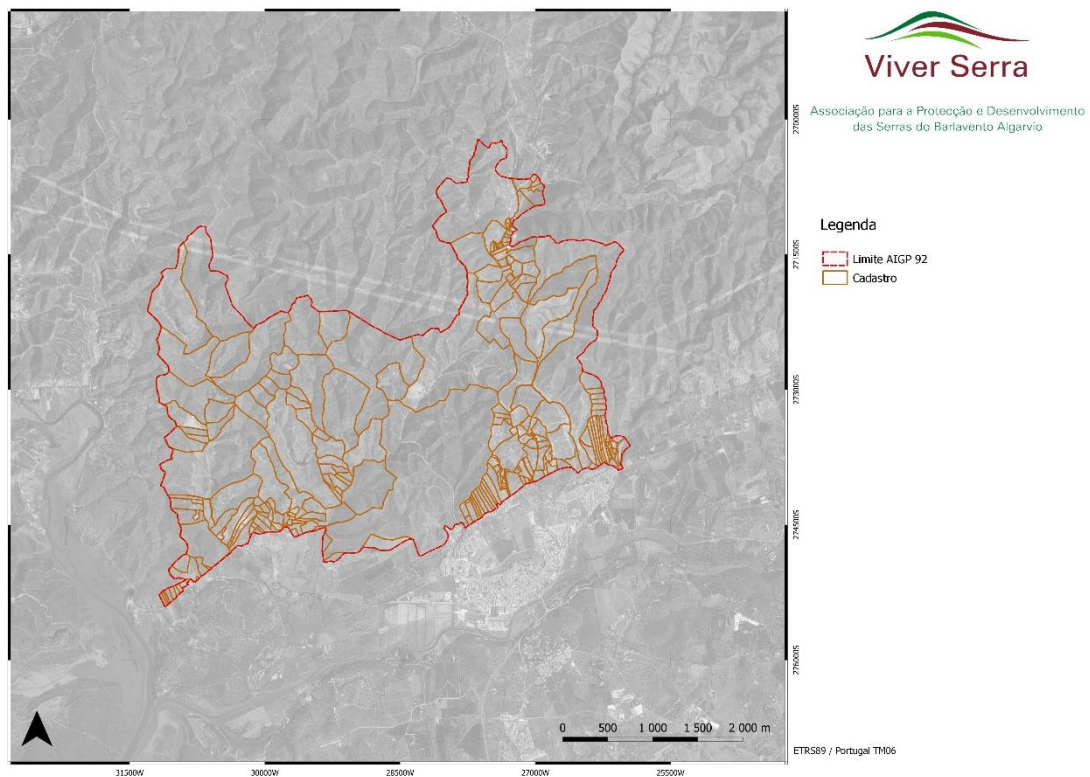 Viver Serra
Associação para a Protecção e Desenvolvimento
das Serras do Barlavento Algarvio
Legenda
Limite AIGP 92
Cadastro
270000S
271500S
273000S
274500S
276000S
0 500 1 000 1 500 2 000 m
ETRS89 / Portugal TM06
31500W 30000W 28500W 27000W 25500W